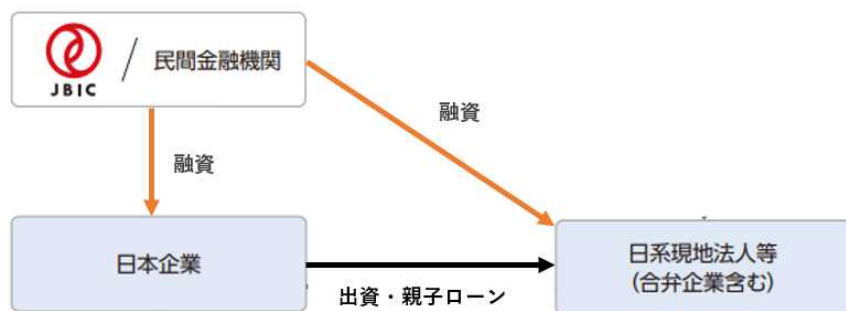 JBIC / 民間金融機関
融資
融資
日本企業
日系現地法人等
(合弁企業含む)
出資・親子ローン